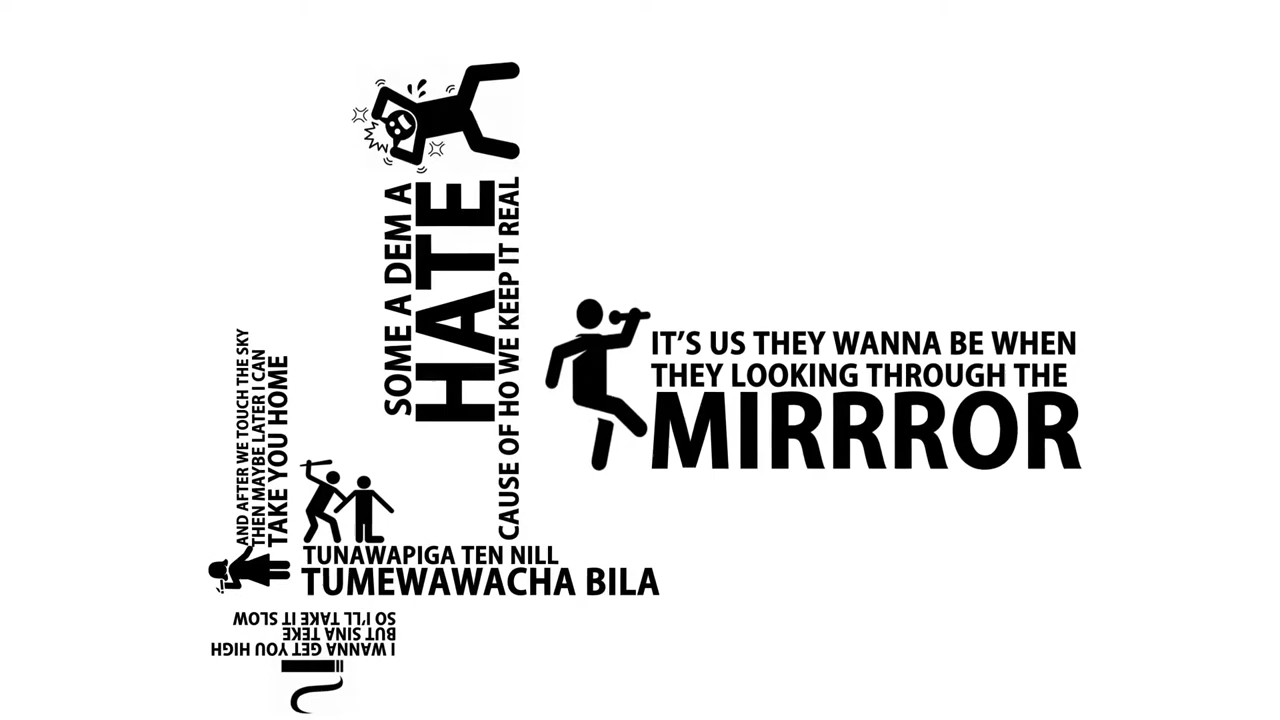 I WANNA GET YOU HIGH
BUT SINA TEKE
SO I'LL TAKE IT SLOW
AND AFTER WE TOUCH THE SKY
THEN MAYBE LATER I CAN
TAKE YOU HOME
TUNAWAPIGA TEN NILL
TUMEWAWACHA BILA
SOME A DEM A
HATE
CAUSE OF HO WE KEEP IT REAL
IT'S US THEY WANNA BE WHEN
THEY LOOKING THROUGH THE
MIRRROR